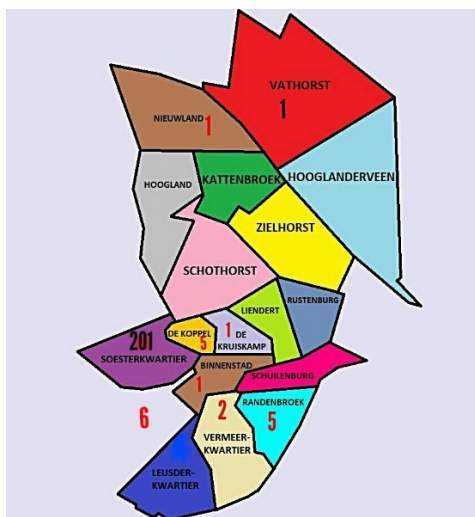 VATHORST
1
NIEUWLAND 1
KATTENBROEK
HOOGLANDERVEEN
HOOGLAND
ZIELHORST
SCHOTHORST
RUSTENBURG
LIENDERT
201
SOESTERKWARTIER
DE KOPPEL
5
1 DE
KRUISKAMP
BINNENSTAD
1
SCHUILENBURG
6
2
VERMEER-
KWARTIER
RANDENBROEK
5
LEUSDER-
KWARTIER